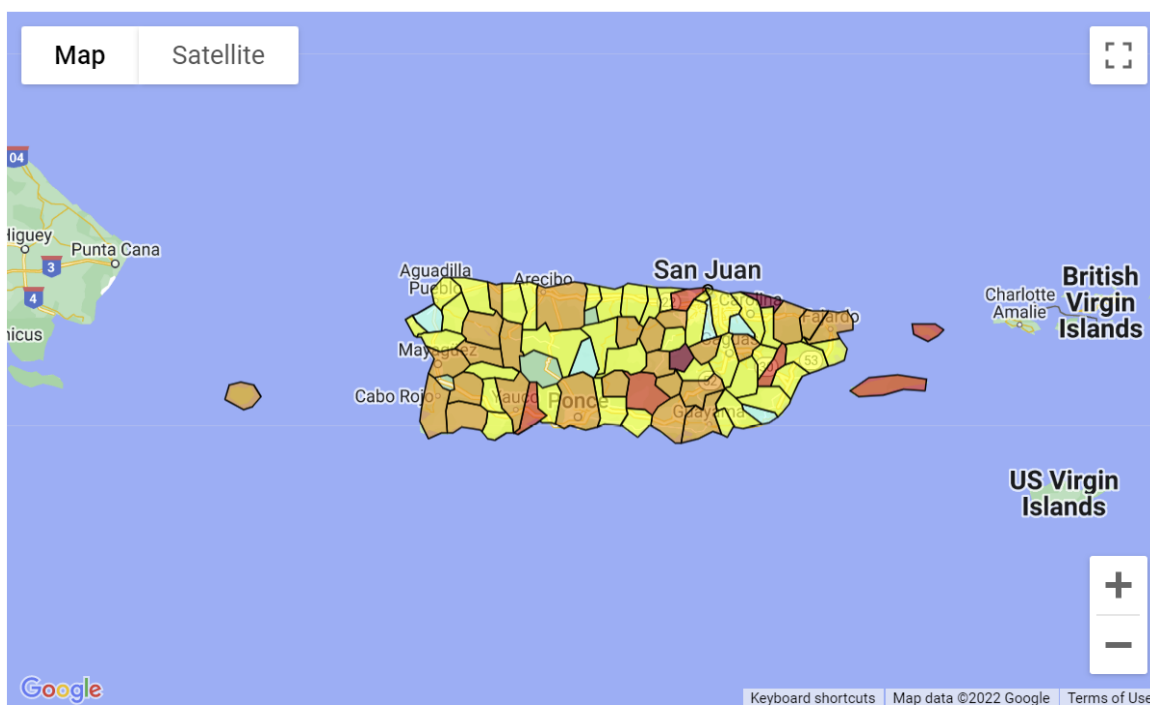 Map
Satellite
04
Higuey
Punta Cana
3
4
nicus
Aguadilla
Pueblo
Arecibo
San Juan
22
Carolina
Fajardo
Mayagüez
Caguas
53
Cabo Rojo
Yauco
Ponce
Guayama
Charlotte
Amalie
British
Virgin
Islands
US Virgin
Islands
Google
Keyboard shortcuts
Map data ©2022 Google
Terms of Use